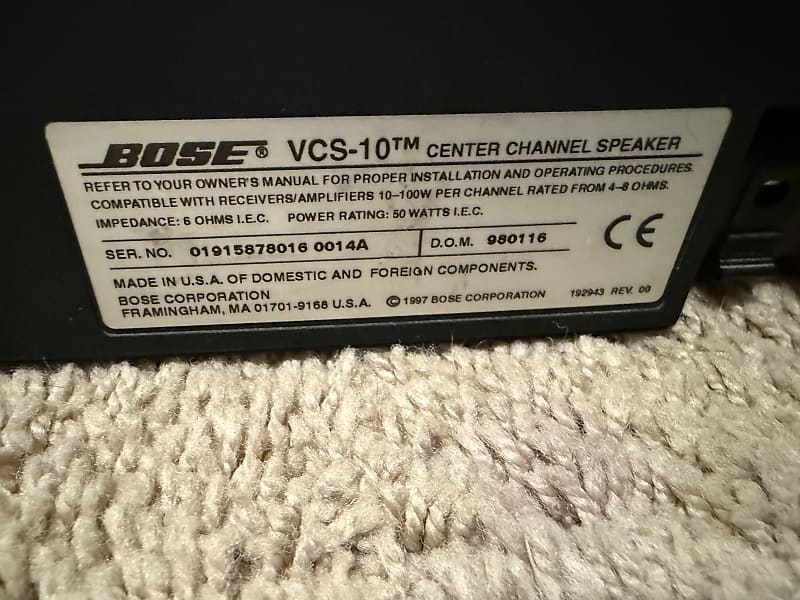 BOSE® VCS-10™ CENTER CHANNEL SPEAKER
REFER TO YOUR OWNER'S MANUAL FOR PROPER INSTALLATION AND OPERATING PROCEDURES.
COMPATIBLE WITH RECEIVERS/AMPLIFIERS 10–100W PER CHANNEL RATED FROM 4–8 OHMS.
IMPEDANCE: 6 OHMS I.E.C. POWER RATING: 50 WATTS I.E.C.
SER. NO. 01915878016 0014A D.O.M. 980116 CE
MADE IN U.S.A. OF DOMESTIC AND FOREIGN COMPONENTS.
BOSE CORPORATION
FRAMINGHAM, MA 01701-9168 U.S.A. ©1997 BOSE CORPORATION 192943 REV. 00